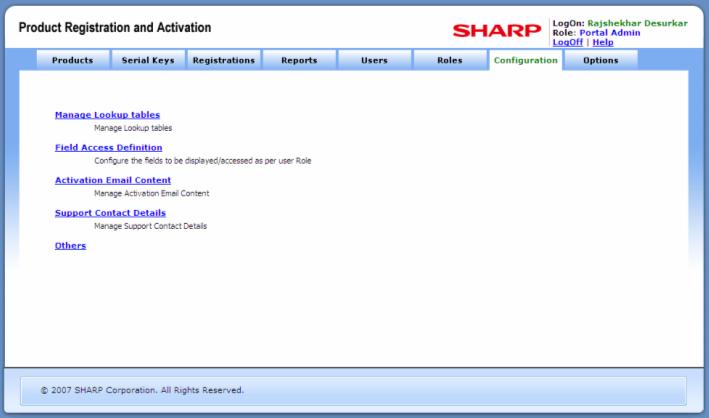 Product Registration and Activation
SHARP
LogOn: Rajshekhar Desurkar
Role: Portal Admin
LogOff | Help
Products Serial Keys Registrations Reports Users Roles Configuration Options
Manage Lookup tables
Manage Lookup tables
Field Access Definition
Configure the fields to be displayed/accessed as per user Role
Activation Email Content
Manage Activation Email Content
Support Contact Details
Manage Support Contact Details
Others
© 2007 SHARP Corporation. All Rights Reserved.